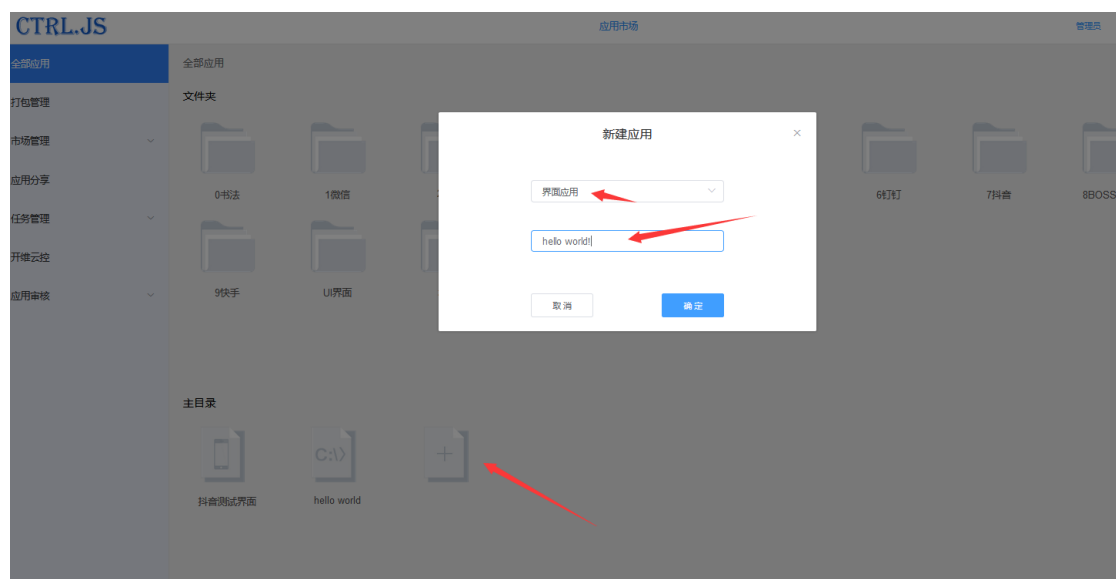 CTRL.JS
应用市场
管理员
全部应用
打包管理
市场管理
应用分享
任务管理
开维云控
应用审核
全部应用
文件夹
0书法
1微信
6钉钉
7抖音
8BOSS
9快手
UI界面
新建应用
界面应用
hello world!
取消
确定
主目录
C:\>
抖音测试界面
hello world